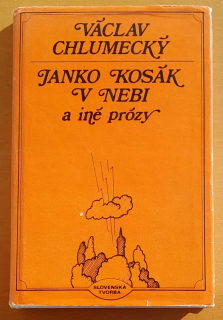 VÁCLAV
CHLUMECKÝ
JANKO KOSÁK
V NEBI
a iné prózy
SLOVENSKÁ
TVORBA